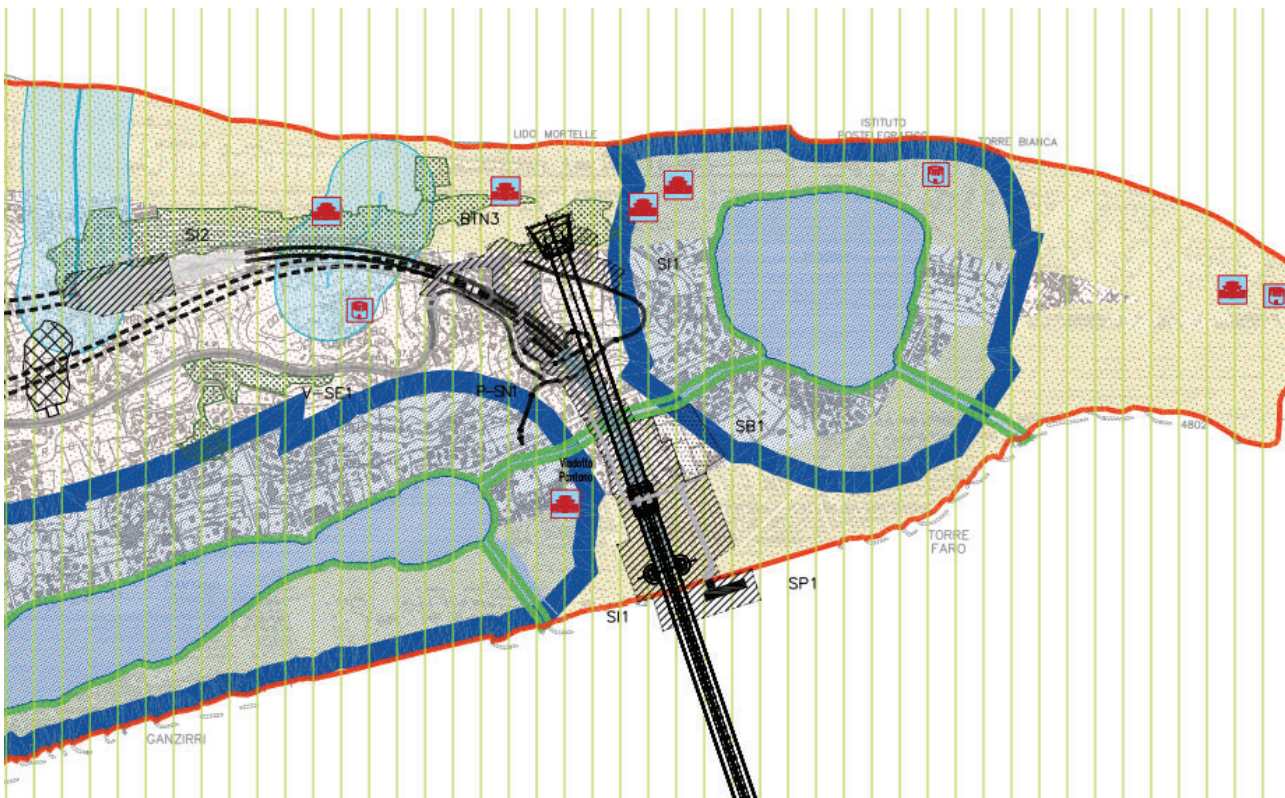 LIDO MORTELLE
ISTITUTO
POSTELEGRAFICO
TORRE BIANCA
BTN3
SI2
SI1
V-SE1
P-SN1
SB1
4802
Viadotto
Pantano
TORRE
FARO
SP1
SI1
GANZIRRI